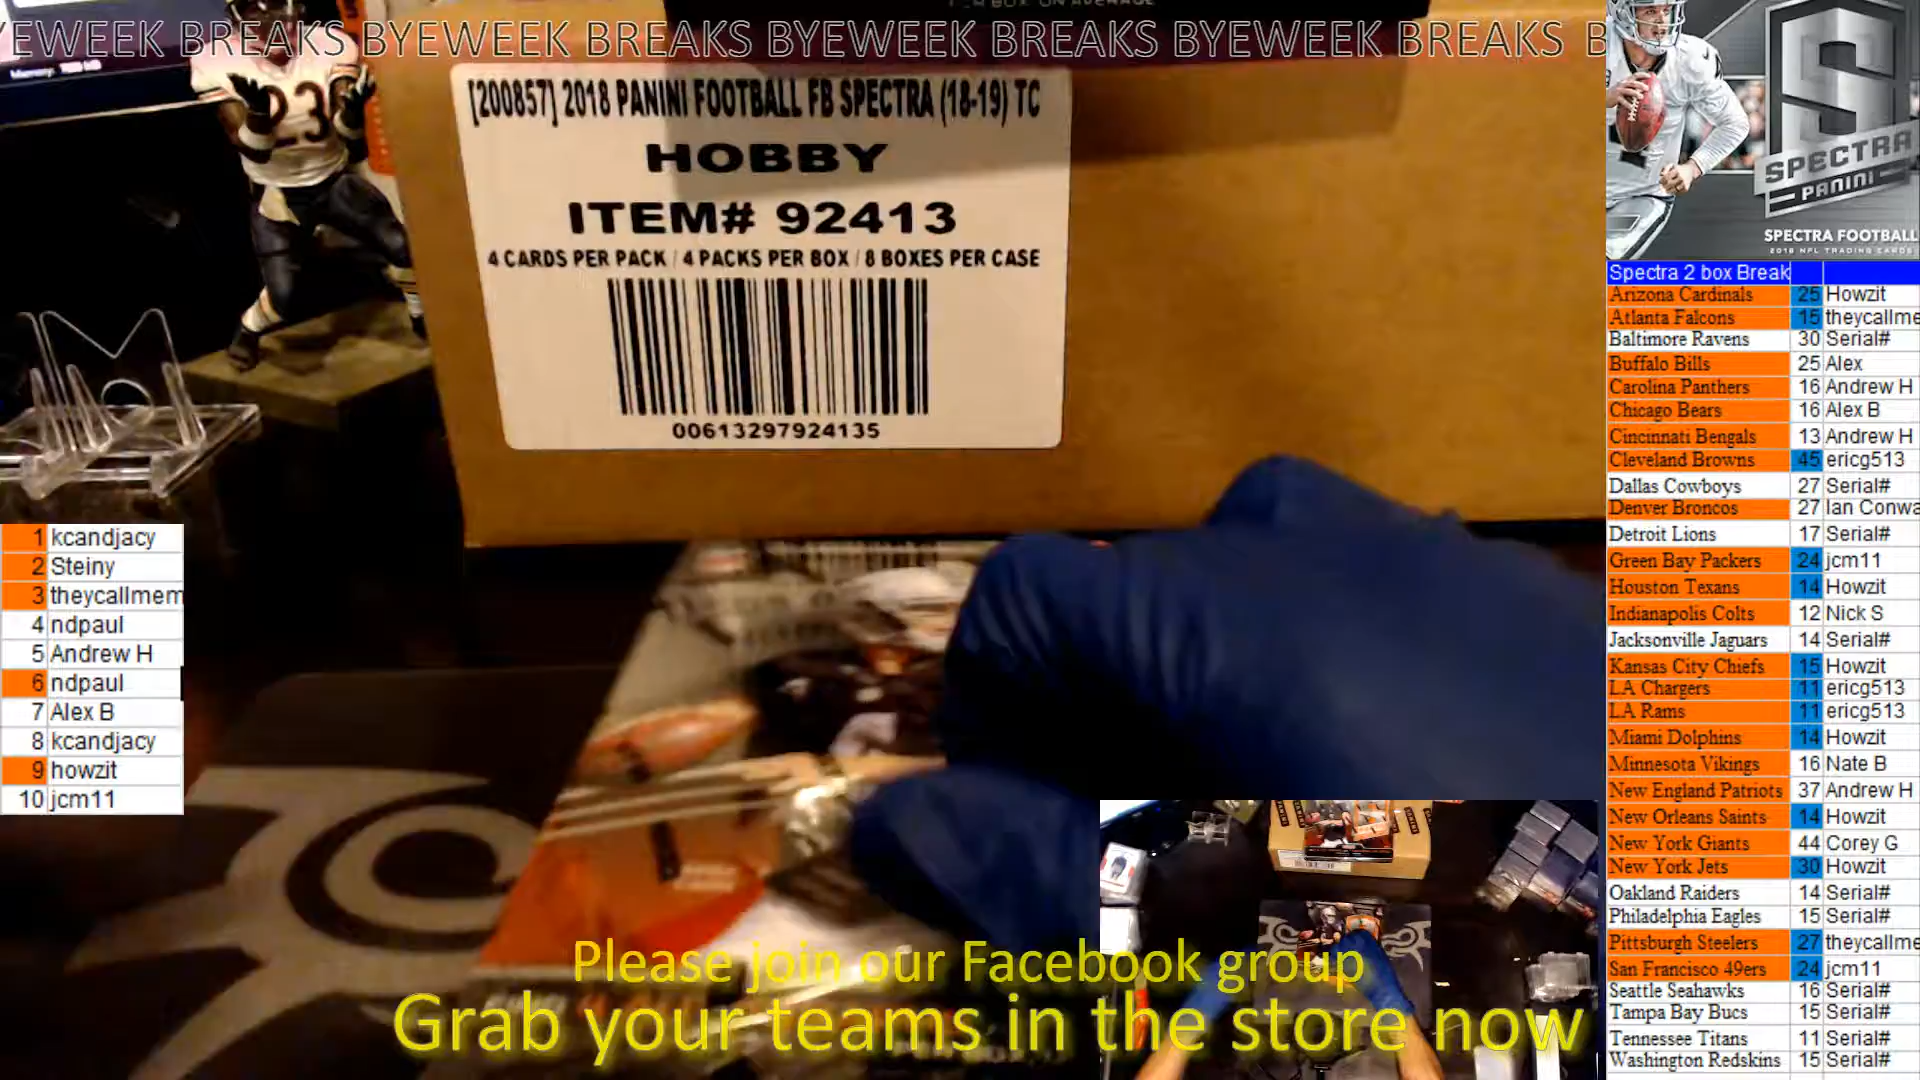 BOX ON AVERAGE
YEWEEK BREAKS BYEWEEK BREAKS BYEWEEK BREAKS BYEWEEK BREAKS B
[200857] 2018 PANINI FOOTBALL FB SPECTRA (18-19) TC
HOBBY
ITEM# 92413
4 CARDS PER PACK / 4 PACKS PER BOX / 8 BOXES PER CASE
00613297924135
23
1 kcandjacy
2 Steiny
3 theycallmem
4 ndpaul
5 Andrew H
6 ndpaul
7 Alex B
8 kcandjacy
9 howzit
10 jcm11
Please join our Facebook group
Grab your teams in the store now
S
SPECTRA
PANINI
SPECTRA FOOTBALL
2018 NFL TRADING CARDS
Spectra 2 box Break
Arizona Cardinals 25 Howzit
Atlanta Falcons 15 theycallme
Baltimore Ravens 30 Serial#
Buffalo Bills 25 Alex
Carolina Panthers 16 Andrew H
Chicago Bears 16 Alex B
Cincinnati Bengals 13 Andrew H
Cleveland Browns 45 ericg513
Dallas Cowboys 27 Serial#
Denver Broncos 27 Ian Conwa
Detroit Lions 17 Serial#
Green Bay Packers 24 jcm11
Houston Texans 14 Howzit
Indianapolis Colts 12 Nick S
Jacksonville Jaguars 14 Serial#
Kansas City Chiefs 15 Howzit
LA Chargers 11 ericg513
LA Rams 11 ericg513
Miami Dolphins 14 Howzit
Minnesota Vikings 16 Nate B
New England Patriots 37 Andrew H
New Orleans Saints 14 Howzit
New York Giants 44 Corey G
New York Jets 30 Howzit
Oakland Raiders 14 Serial#
Philadelphia Eagles 15 Serial#
Pittsburgh Steelers 27 theycallme
San Francisco 49ers 24 jcm11
Seattle Seahawks 16 Serial#
Tampa Bay Bucs 15 Serial#
Tennessee Titans 11 Serial#
Washington Redskins 15 Serial#